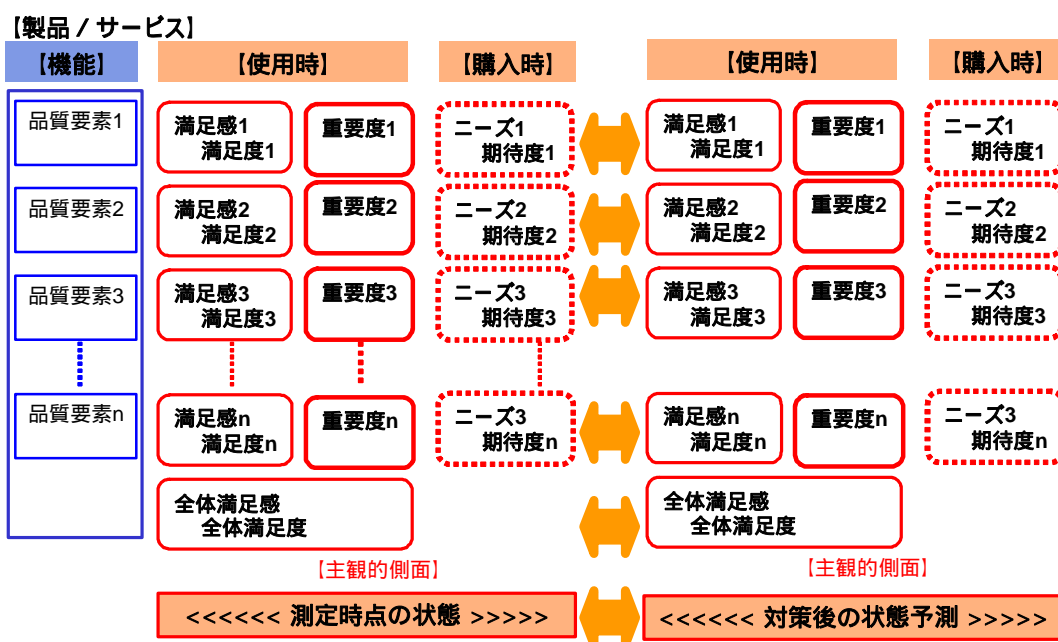 【製品 / サービス】
【機能】 【使用時】 【購入時】 【使用時】 【購入時】
品質要素1
満足感1
満足度1
重要度1
ニーズ1
期待度1
満足感1
満足度1
重要度1
ニーズ1
期待度1
品質要素2
満足感2
満足度2
重要度2
ニーズ2
期待度2
満足感2
満足度2
重要度2
ニーズ2
期待度2
品質要素3
満足感3
満足度3
重要度3
ニーズ3
期待度3
満足感3
満足度3
重要度3
ニーズ3
期待度3
品質要素n
満足感n
満足度n
重要度n
ニーズ3
期待度n
満足感n
満足度n
重要度n
ニーズ3
期待度n
全体満足感
全体満足度
全体満足感
全体満足度
【主観的側面】 【主観的側面】
<<<<<< 測定時点の状態 >>>>> <<<<<< 対策後の状態予測 >>>>>